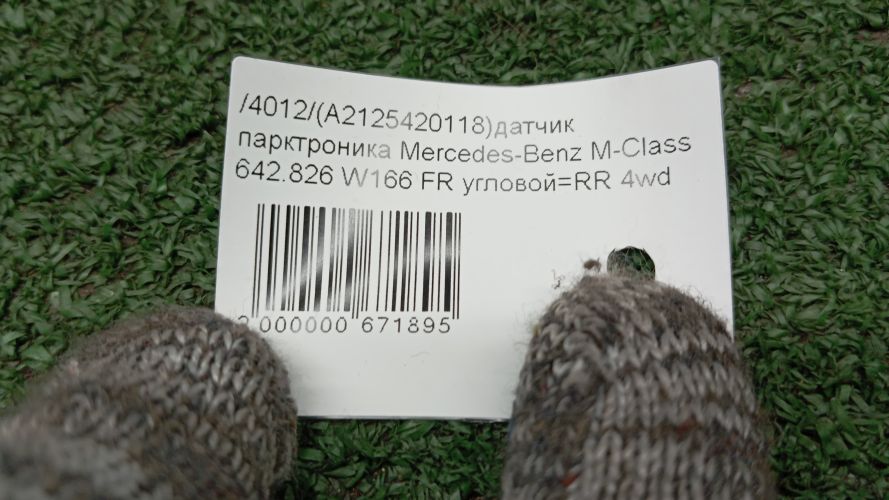 /4012/(A2125420118)датчик
парктроника Mercedes-Benz M-Class
642.826 W166 FR угловой=RR 4wd
2 000000 671895